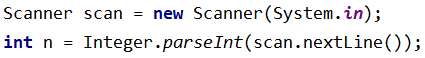 Scanner scan = new Scanner(System.in);
int n = Integer.parseInt(scan.nextLine());